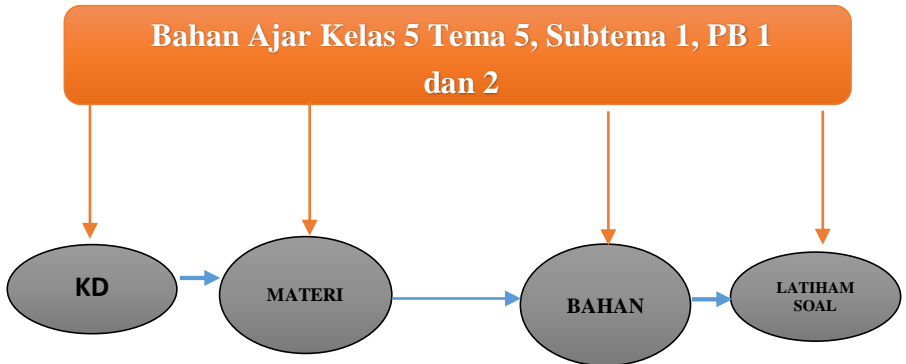 Bahan Ajar Kelas 5 Tema 5, Subtema 1, PB 1
dan 2
KD
MATERI
BAHAN
LATIHAM
SOAL